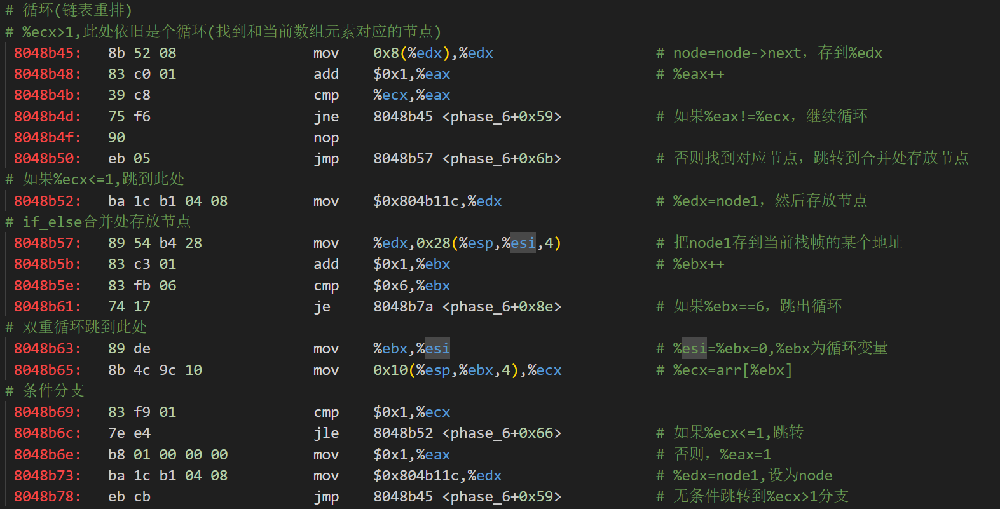 # 循环(链表重排)
# %ecx>1,此处依旧是个循环(找到和当前数组元素对应的节点)
8048b45: 8b 52 08 mov 0x8(%edx),%edx # node=node->next，存到%edx
8048b48: 83 c0 01 add $0x1,%eax # %eax++
8048b4b: 39 c8 cmp %ecx,%eax
8048b4d: 75 f6 jne 8048b45 <phase_6+0x59> # 如果%eax!=%ecx，继续循环
8048b4f: 90 nop
8048b50: eb 05 jmp 8048b57 <phase_6+0x6b> # 否则找到对应节点，跳转到合并处存放节点
# 如果%ecx<=1,跳到此处
8048b52: ba 1c b1 04 08 mov $0x804b11c,%edx # %edx=node1，然后存放节点
# if_else合并处存放节点
8048b57: 89 54 b4 28 mov %edx,0x28(%esp,%esi,4) # 把node1存到当前栈帧的某个地址
8048b5b: 83 c3 01 add $0x1,%ebx # %ebx++
8048b5e: 83 fb 06 cmp $0x6,%ebx
8048b61: 74 17 je 8048b7a <phase_6+0x8e> # 如果%ebx==6，跳出循环
# 双重循环跳到此处
8048b63: 89 de mov %ebx,%esi # %esi=%ebx=0,%ebx为循环变量
8048b65: 8b 4c 9c 10 mov 0x10(%esp,%ebx,4),%ecx # %ecx=arr[%ebx]
# 条件分支
8048b69: 83 f9 01 cmp $0x1,%ecx
8048b6c: 7e e4 jle 8048b52 <phase_6+0x66> # 如果%ecx<=1,跳转
8048b6e: b8 01 00 00 00 mov $0x1,%eax # 否则，%eax=1
8048b73: ba 1c b1 04 08 mov $0x804b11c,%edx # %edx=node1,设为node
8048b78: eb cb jmp 8048b45 <phase_6+0x59> # 无条件跳转到%ecx>1分支